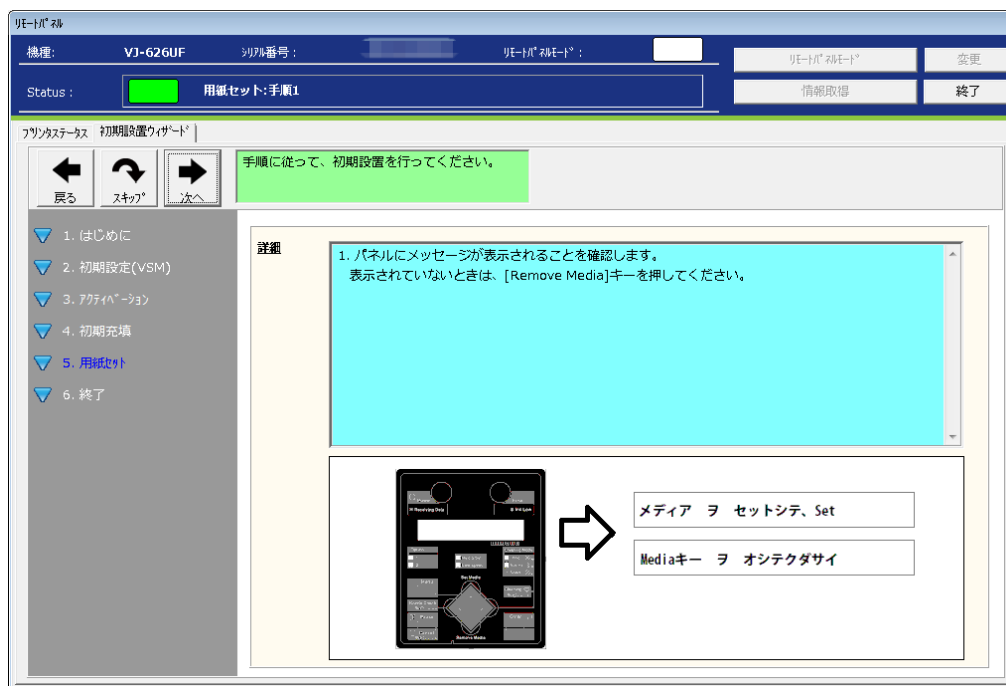 ﾘﾓｰﾄﾊﾟﾈﾙ
機種: VJ-626UF ｼﾘｱﾙ番号： ﾘﾓｰﾄﾊﾟﾈﾙﾓｰﾄﾞ：
ﾘﾓｰﾄﾊﾟﾈﾙﾓｰﾄﾞ 変更
Status： 用紙セット:手順1
情報取得 終了
ﾌﾟﾘﾝﾀｽﾃｰﾀｽ 初期設置ｳｨｻﾞｰﾄﾞ
戻る ｽｷｯﾌﾟ 次へ
手順に従って、初期設置を行ってください。
1. はじめに
2. 初期設定(VSM)
3. ｱｸﾃｨﾍﾞｰｼｮﾝ
4. 初期充填
5. 用紙ｾｯﾄ
6. 終了
詳細
1. パネルにメッセージが表示されることを確認します。
表示されていないときは、[Remove Media]キーを押してください。
Set Media
Remove Media
メディア ヲ セットシテ、Set
Mediaキー ヲ オシテクダサイ